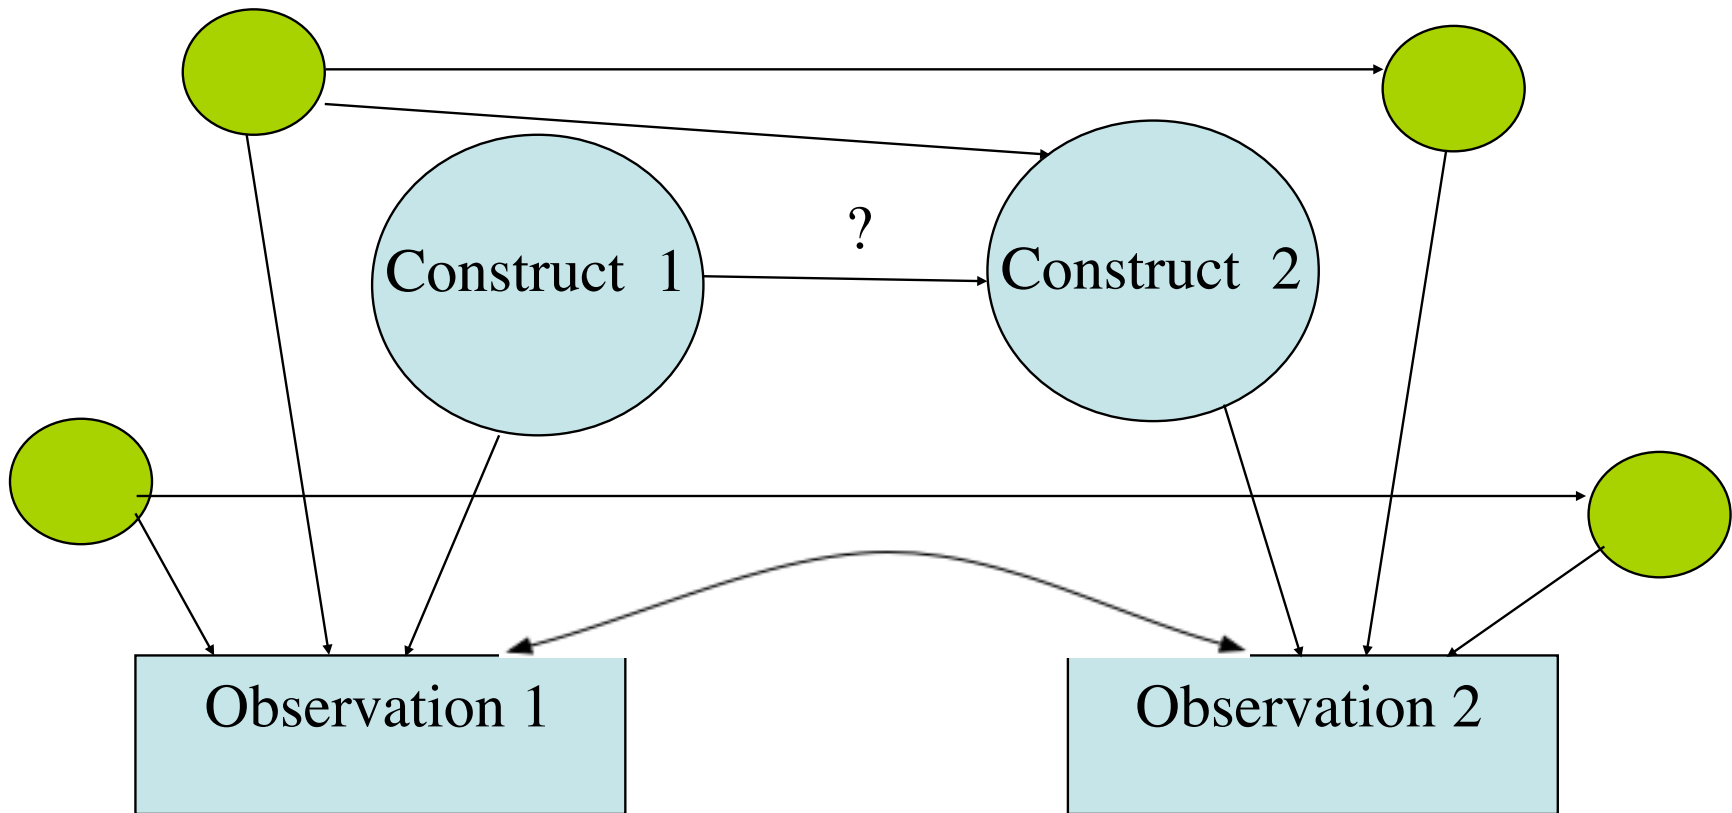 ?
Construct 1
Construct 2
Observation 1
Observation 2